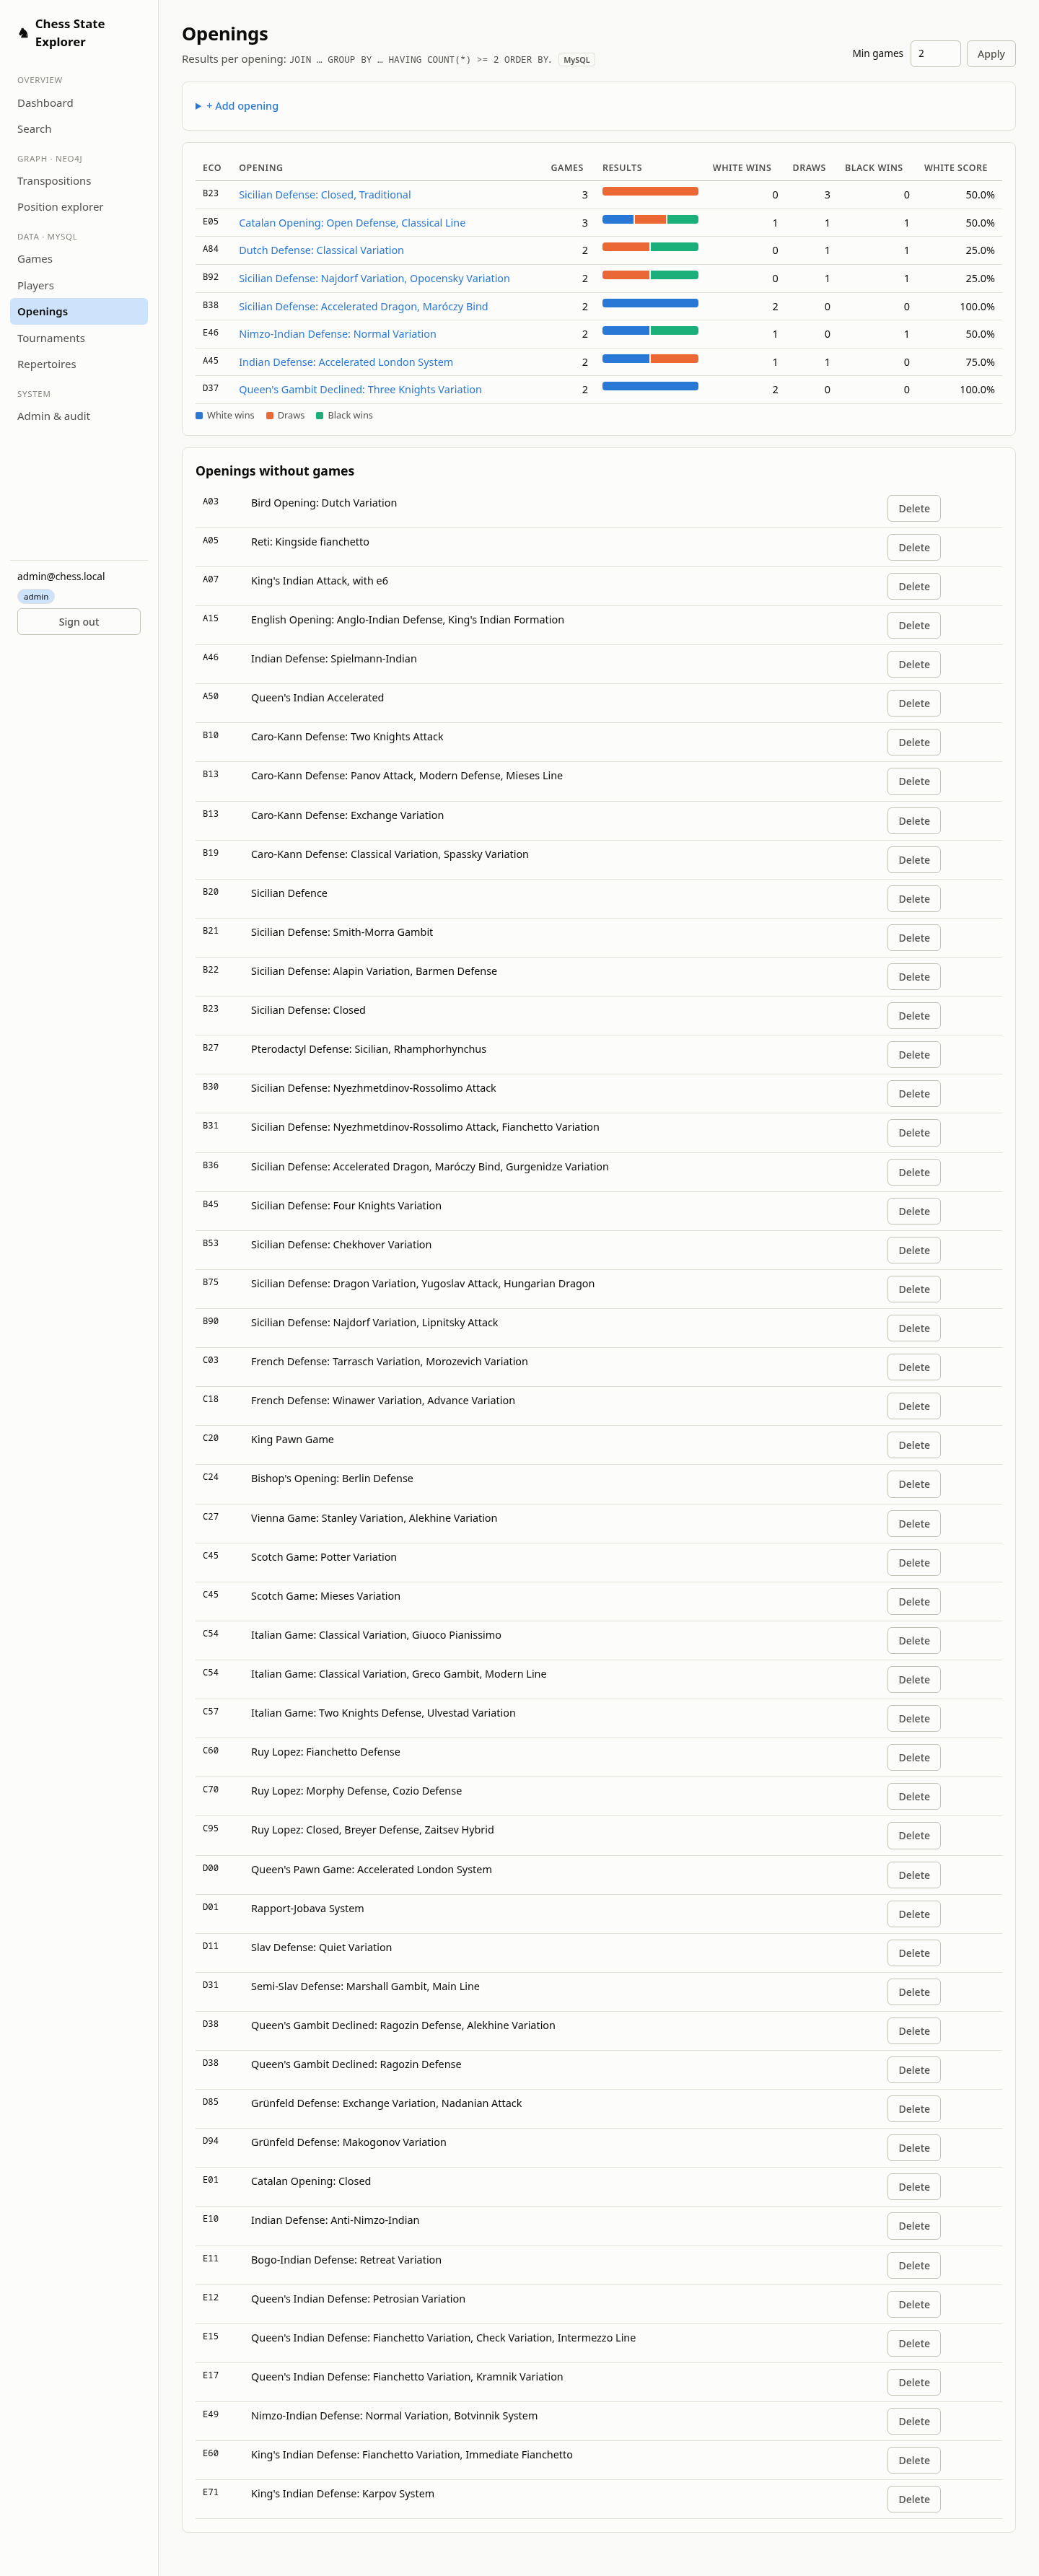 ♞ Chess State
Explorer
OVERVIEW
Dashboard
Search
GRAPH · NEO4J
Transpositions
Position explorer
DATA · MYSQL
Games
Players
Openings
Tournaments
Repertoires
SYSTEM
Admin & audit
admin@chess.local
admin
Sign out
Openings
Results per opening: JOIN … GROUP BY … HAVING COUNT(*) >= 2 ORDER BY. MySQL
Min games 2 Apply
▶ + Add opening
ECO OPENING GAMES RESULTS WHITE WINS DRAWS BLACK WINS WHITE SCORE
B23 Sicilian Defense: Closed, Traditional 3 0 3 0 50.0%
E05 Catalan Opening: Open Defense, Classical Line 3 1 1 1 50.0%
A84 Dutch Defense: Classical Variation 2 0 1 1 25.0%
B92 Sicilian Defense: Najdorf Variation, Opocensky Variation 2 0 1 1 25.0%
B38 Sicilian Defense: Accelerated Dragon, Maróczy Bind 2 2 0 0 100.0%
E46 Nimzo-Indian Defense: Normal Variation 2 1 0 1 50.0%
A45 Indian Defense: Accelerated London System 2 1 1 0 75.0%
D37 Queen's Gambit Declined: Three Knights Variation 2 2 0 0 100.0%
White wins Draws Black wins
Openings without games
A03 Bird Opening: Dutch Variation Delete
A05 Reti: Kingside fianchetto Delete
A07 King's Indian Attack, with e6 Delete
A15 English Opening: Anglo-Indian Defense, King's Indian Formation Delete
A46 Indian Defense: Spielmann-Indian Delete
A50 Queen's Indian Accelerated Delete
B10 Caro-Kann Defense: Two Knights Attack Delete
B13 Caro-Kann Defense: Panov Attack, Modern Defense, Mieses Line Delete
B13 Caro-Kann Defense: Exchange Variation Delete
B19 Caro-Kann Defense: Classical Variation, Spassky Variation Delete
B20 Sicilian Defence Delete
B21 Sicilian Defense: Smith-Morra Gambit Delete
B22 Sicilian Defense: Alapin Variation, Barmen Defense Delete
B23 Sicilian Defense: Closed Delete
B27 Pterodactyl Defense: Sicilian, Rhamphorhynchus Delete
B30 Sicilian Defense: Nyezhmetdinov-Rossolimo Attack Delete
B31 Sicilian Defense: Nyezhmetdinov-Rossolimo Attack, Fianchetto Variation Delete
B36 Sicilian Defense: Accelerated Dragon, Maróczy Bind, Gurgenidze Variation Delete
B45 Sicilian Defense: Four Knights Variation Delete
B53 Sicilian Defense: Chekhover Variation Delete
B75 Sicilian Defense: Dragon Variation, Yugoslav Attack, Hungarian Dragon Delete
B90 Sicilian Defense: Najdorf Variation, Lipnitsky Attack Delete
C03 French Defense: Tarrasch Variation, Morozevich Variation Delete
C18 French Defense: Winawer Variation, Advance Variation Delete
C20 King Pawn Game Delete
C24 Bishop's Opening: Berlin Defense Delete
C27 Vienna Game: Stanley Variation, Alekhine Variation Delete
C45 Scotch Game: Potter Variation Delete
C45 Scotch Game: Mieses Variation Delete
C54 Italian Game: Classical Variation, Giuoco Pianissimo Delete
C54 Italian Game: Classical Variation, Greco Gambit, Modern Line Delete
C57 Italian Game: Two Knights Defense, Ulvestad Variation Delete
C60 Ruy Lopez: Fianchetto Defense Delete
C70 Ruy Lopez: Morphy Defense, Cozio Defense Delete
C95 Ruy Lopez: Closed, Breyer Defense, Zaitsev Hybrid Delete
D00 Queen's Pawn Game: Accelerated London System Delete
D01 Rapport-Jobava System Delete
D11 Slav Defense: Quiet Variation Delete
D31 Semi-Slav Defense: Marshall Gambit, Main Line Delete
D38 Queen's Gambit Declined: Ragozin Defense, Alekhine Variation Delete
D38 Queen's Gambit Declined: Ragozin Defense Delete
D85 Grünfeld Defense: Exchange Variation, Nadanian Attack Delete
D94 Grünfeld Defense: Makogonov Variation Delete
E01 Catalan Opening: Closed Delete
E10 Indian Defense: Anti-Nimzo-Indian Delete
E11 Bogo-Indian Defense: Retreat Variation Delete
E12 Queen's Indian Defense: Petrosian Variation Delete
E15 Queen's Indian Defense: Fianchetto Variation, Check Variation, Intermezzo Line Delete
E17 Queen's Indian Defense: Fianchetto Variation, Kramnik Variation Delete
E49 Nimzo-Indian Defense: Normal Variation, Botvinnik System Delete
E60 King's Indian Defense: Fianchetto Variation, Immediate Fianchetto Delete
E71 King's Indian Defense: Karpov System Delete